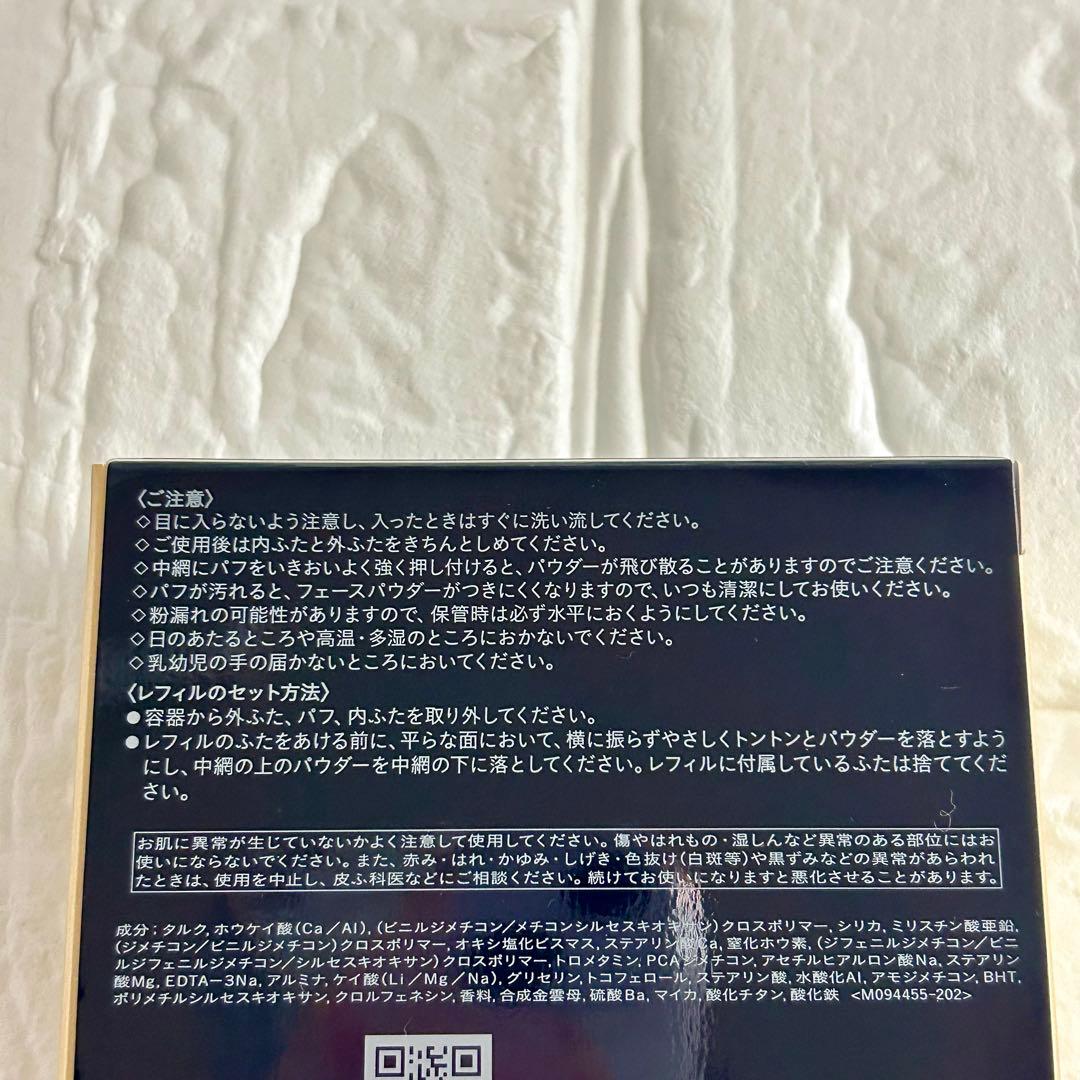 〈ご注意〉
◇目に入らないよう注意し、入ったときはすぐに洗い流してください。
◇ご使用後は内ふたと外ふたをきちんとしめてください。
◇中網にパフをいきおいよく強く押し付けると、パウダーが飛び散ることがありますのでご注意ください。
◇パフが汚れると、フェースパウダーがつきにくくなりますので、いつも清潔にしてお使いください。
◇粉漏れの可能性がありますので、保管時は必ず水平におくようにしてください。
◇日のあたるところや高温・多湿のところにおかないでください。
◇乳幼児の手の届かないところにおいてください。
〈レフィルのセット方法〉
●容器から外ふた、パフ、内ふたを取り外してください。
●レフィルのふたをあける前に、平らな面において、横に振らずやさしくトントンとパウダーを落とすよう
にし、中網の上のパウダーを中網の下に落としてください。レフィルに付属しているふたは捨ててくだ
さい。
お肌に異常が生じていないかよく注意して使用してください。傷やはれもの・湿しんなど異常のある部位にはお
使いにならないでください。また、赤み・はれ・かゆみ・しげき・色抜け(白斑等)や黒ずみなどの異常があらわれ
たときは、使用を中止し、皮ふ科医などにご相談ください。続けてお使いになりますと悪化させることがあります。
成分:タルク, ホウケイ酸(Ca/Al), (ビニルジメチコン/メチコンシルセスキオキサン)クロスポリマー, シリカ, ミリスチン酸亜鉛,
(ジメチコン/ビニルジメチコン)クロスポリマー, オキシ塩化ビスマス, ステアリン酸Ca, 窒化ホウ素, (ジフェニルジメチコン/ビニ
ルジフェニルジメチコン/シルセスキオキサン)クロスポリマー, トロメタミン, PCAジメチコン, アセチルヒアルロン酸Na, ステアリン
酸Mg, EDTA-3Na, アルミナ, ケイ酸(Li/Mg/Na), グリセリン, トコフェロール, ステアリン酸, 水酸化Al, アモジメチコン, BHT,
ポリメチルシルセスキオキサン, クロルフェネシン, 香料, 合成金雲母, 硫酸Ba, マイカ, 酸化チタン, 酸化鉄 <M094455-202>